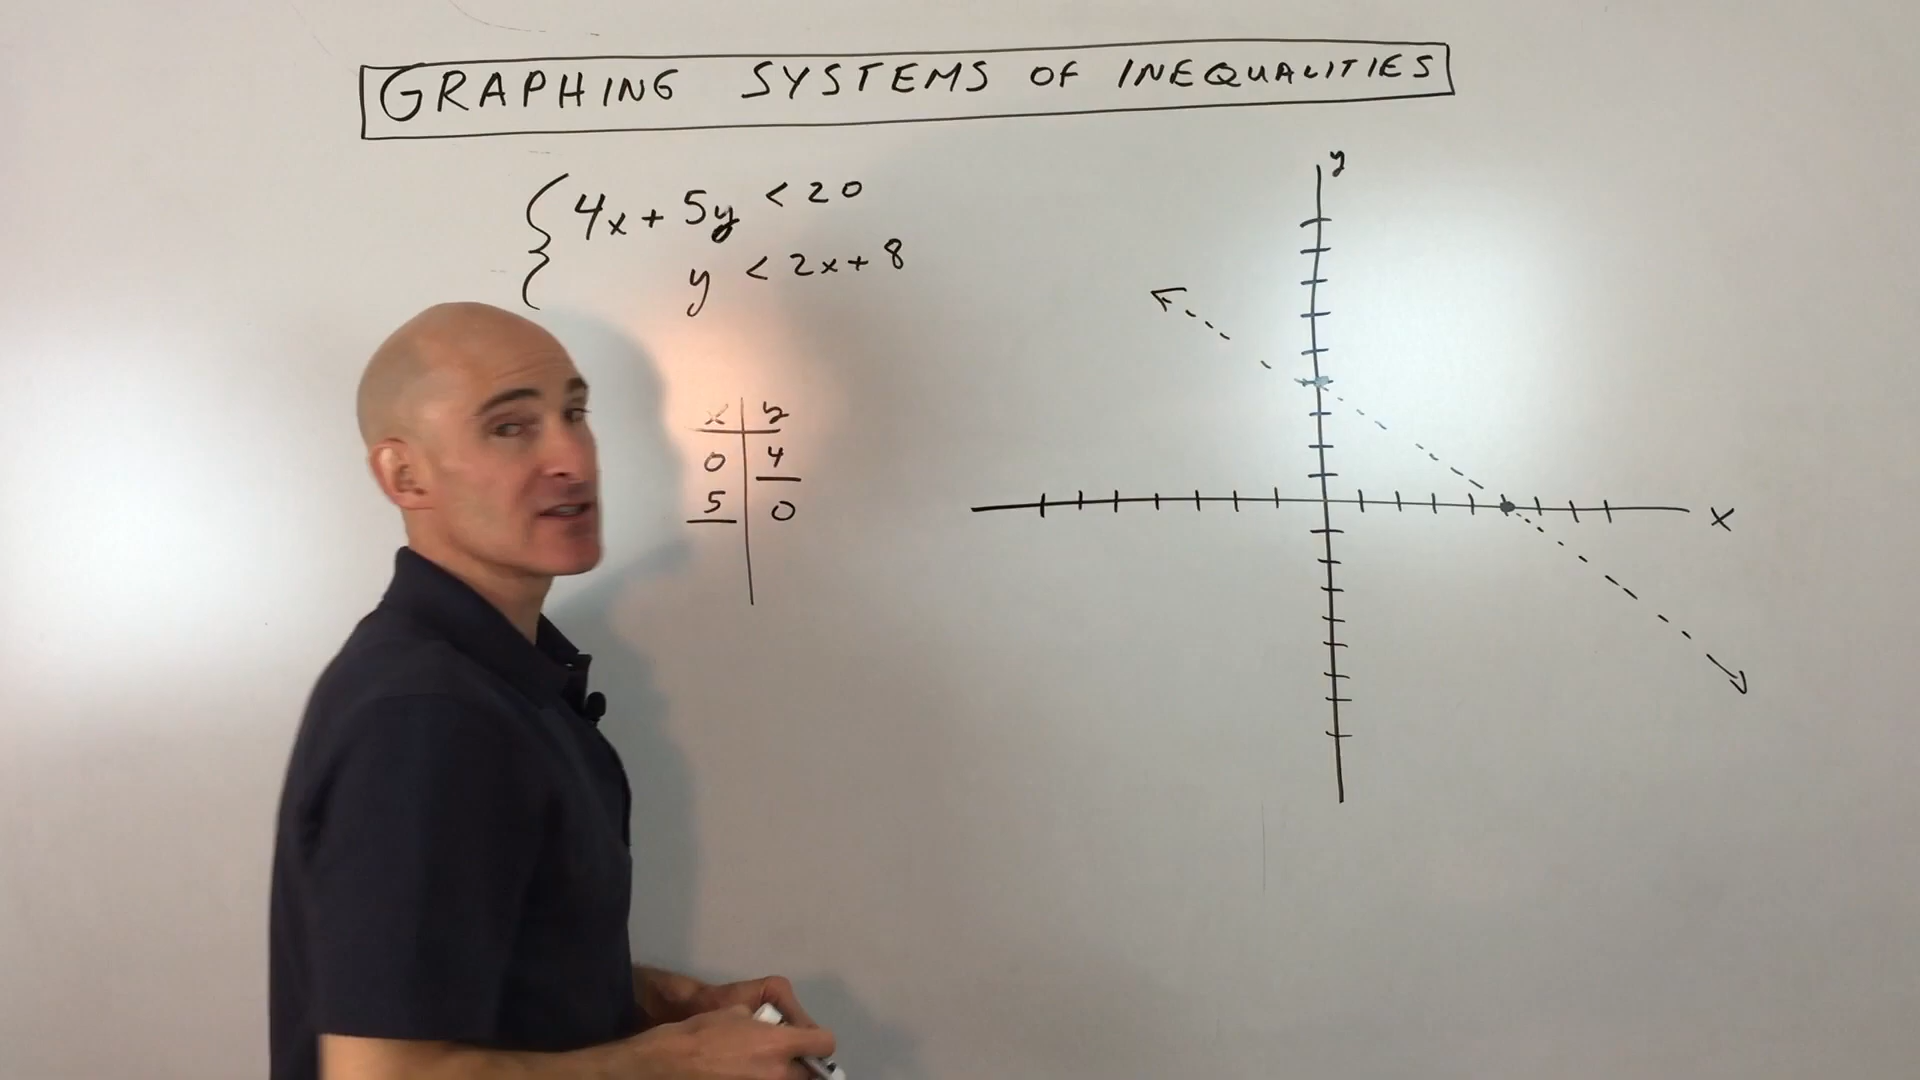 GRAPHING SYSTEMS OF INEQUALITIES
4x + 5y < 20
y < 2x + 8
x y
0 4
5 0
y
x